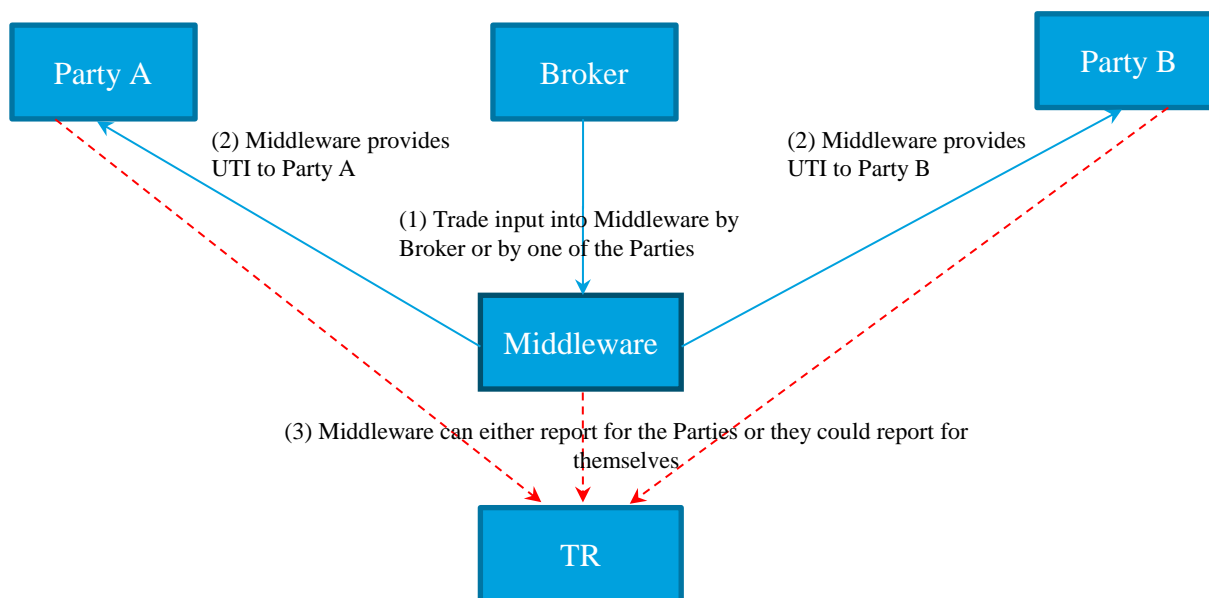 Party A
Broker
Party B
(2) Middleware provides
UTI to Party A
(2) Middleware provides
UTI to Party B
(1) Trade input into Middleware by
Broker or by one of the Parties
Middleware
(3) Middleware can either report for the Parties or they could report for
themselves
TR